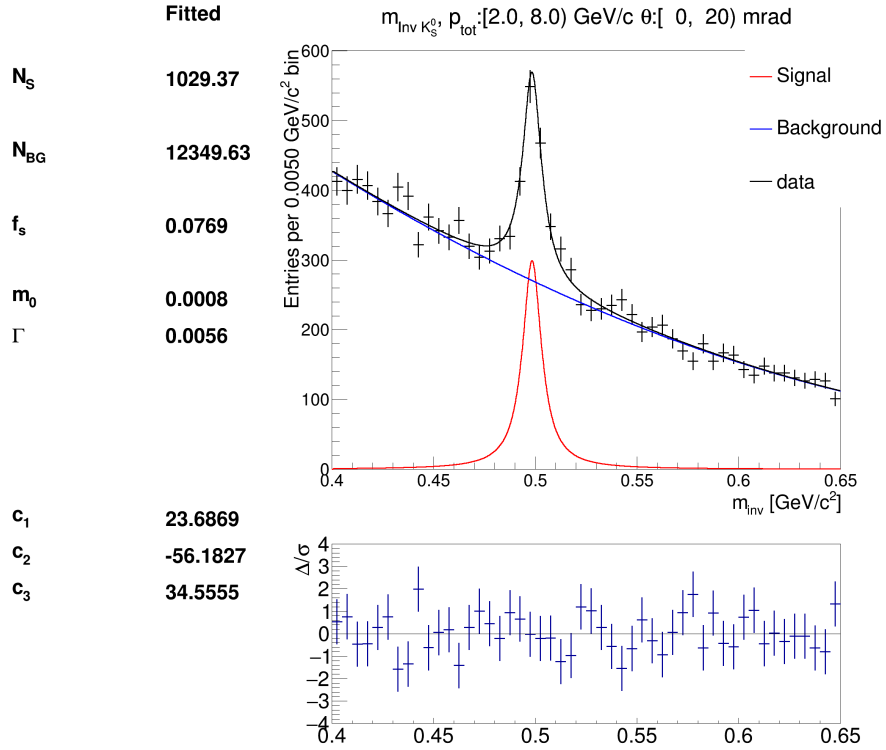 Fitted
m_Inv K_S^0, p_tot:[2.0, 8.0) GeV/c θ:[ 0, 20) mrad
N_S 1029.37
N_BG 12349.63
f_s 0.0769
m_0 0.0008
Γ 0.0056
c_1 23.6869
c_2 -56.1827
c_3 34.5555
Entries per 0.0050 GeV/c^2 bin
600
400
300
200
100
0
Signal
Background
data
0.4 0.45 0.5 0.55 0.6 0.65
m_inv [GeV/c^2]
Δ/σ
4
3
2
1
0
−1
−2
−3
−4
0.4 0.45 0.5 0.55 0.6 0.65